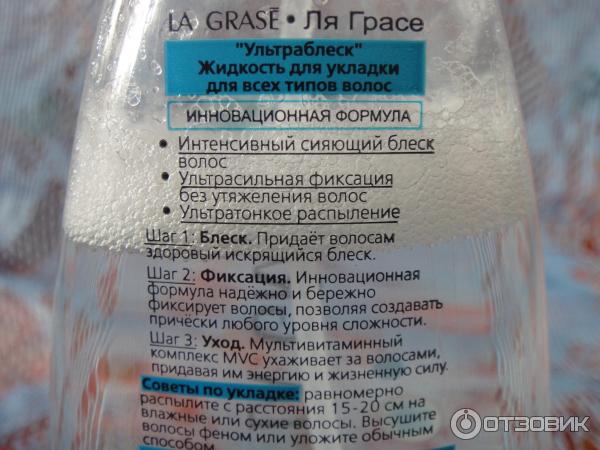 LA GRASĒ • Ля Грасе
"Ультраблеск"
Жидкость для укладки
для всех типов волос
ИННОВАЦИОННАЯ ФОРМУЛА
• Интенсивный сияющий блеск
волос
• Ультрасильная фиксация
без утяжеления волос
• Ультратонкое распыление
Шаг 1: Блеск. Придаёт волосам
здоровый искрящийся блеск.
Шаг 2: Фиксация. Инновационная
формула надёжно и бережно
фиксирует волосы, позволяя создавать
причёски любого уровня сложности.
Шаг 3: Уход. Мультивитаминный
комплекс MVC ухаживает за волосами,
придавая им энергию и жизненную силу.
Советы по укладке: равномерно
распылите с расстояния 15-20 см на
влажные или сухие волосы. Высушите
волосы феном или уложите обычным
способом.
ОТЗОВИК